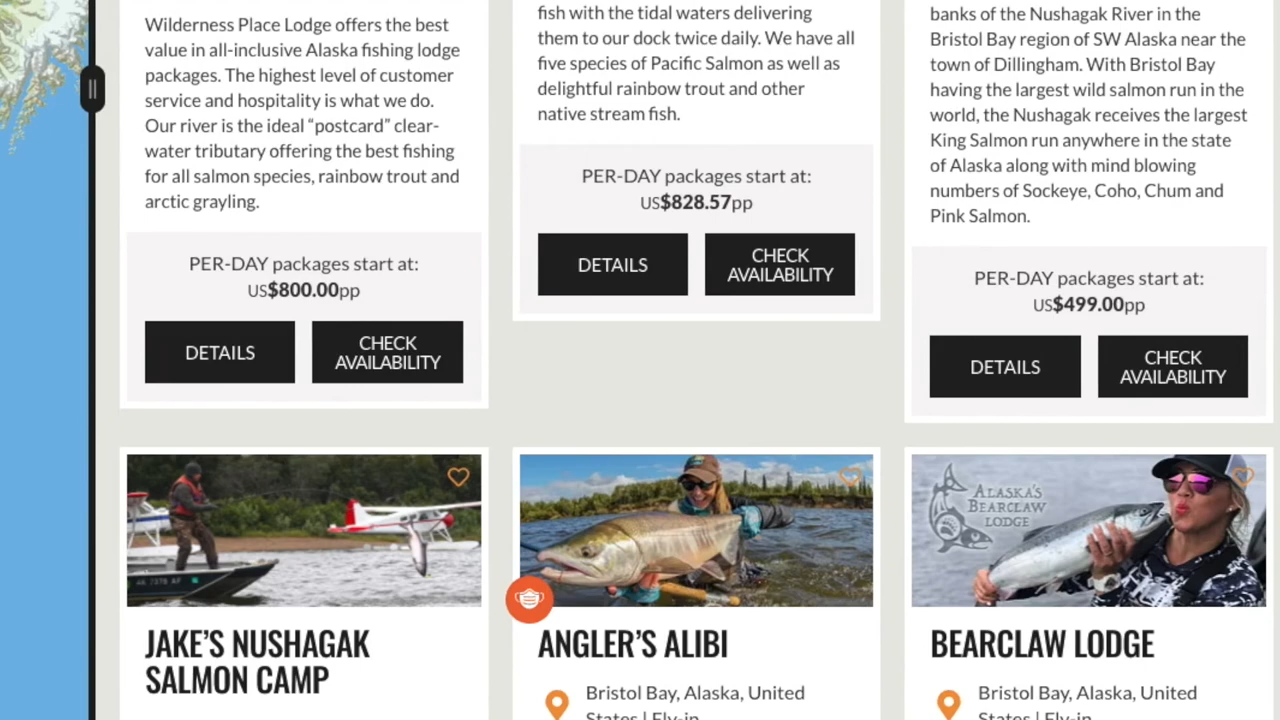 Wilderness Place Lodge offers the best
value in all-inclusive Alaska fishing lodge
packages. The highest level of customer
service and hospitality is what we do.
Our river is the ideal “postcard” clear-
water tributary offering the best fishing
for all salmon species, rainbow trout and
arctic grayling.
PER-DAY packages start at:
US$800.00pp
DETAILS
CHECK
AVAILABILITY
fish with the tidal waters delivering
them to our dock twice daily. We have all
five species of Pacific Salmon as well as
delightful rainbow trout and other
native stream fish.
PER-DAY packages start at:
US$828.57pp
DETAILS
CHECK
AVAILABILITY
banks of the Nushagak River in the
Bristol Bay region of SW Alaska near the
town of Dillingham. With Bristol Bay
having the largest wild salmon run in the
world, the Nushagak receives the largest
King Salmon run anywhere in the state
of Alaska along with mind blowing
numbers of Sockeye, Coho, Chum and
Pink Salmon.
PER-DAY packages start at:
US$499.00pp
DETAILS
CHECK
AVAILABILITY
JAKE’S NUSHAGAK
SALMON CAMP
ANGLER’S ALIBI
Bristol Bay, Alaska, United
States | Fly-in
ALASKA'S
BEARCLAW
LODGE
BEARCLAW LODGE
Bristol Bay, Alaska, United
States | Fly-in